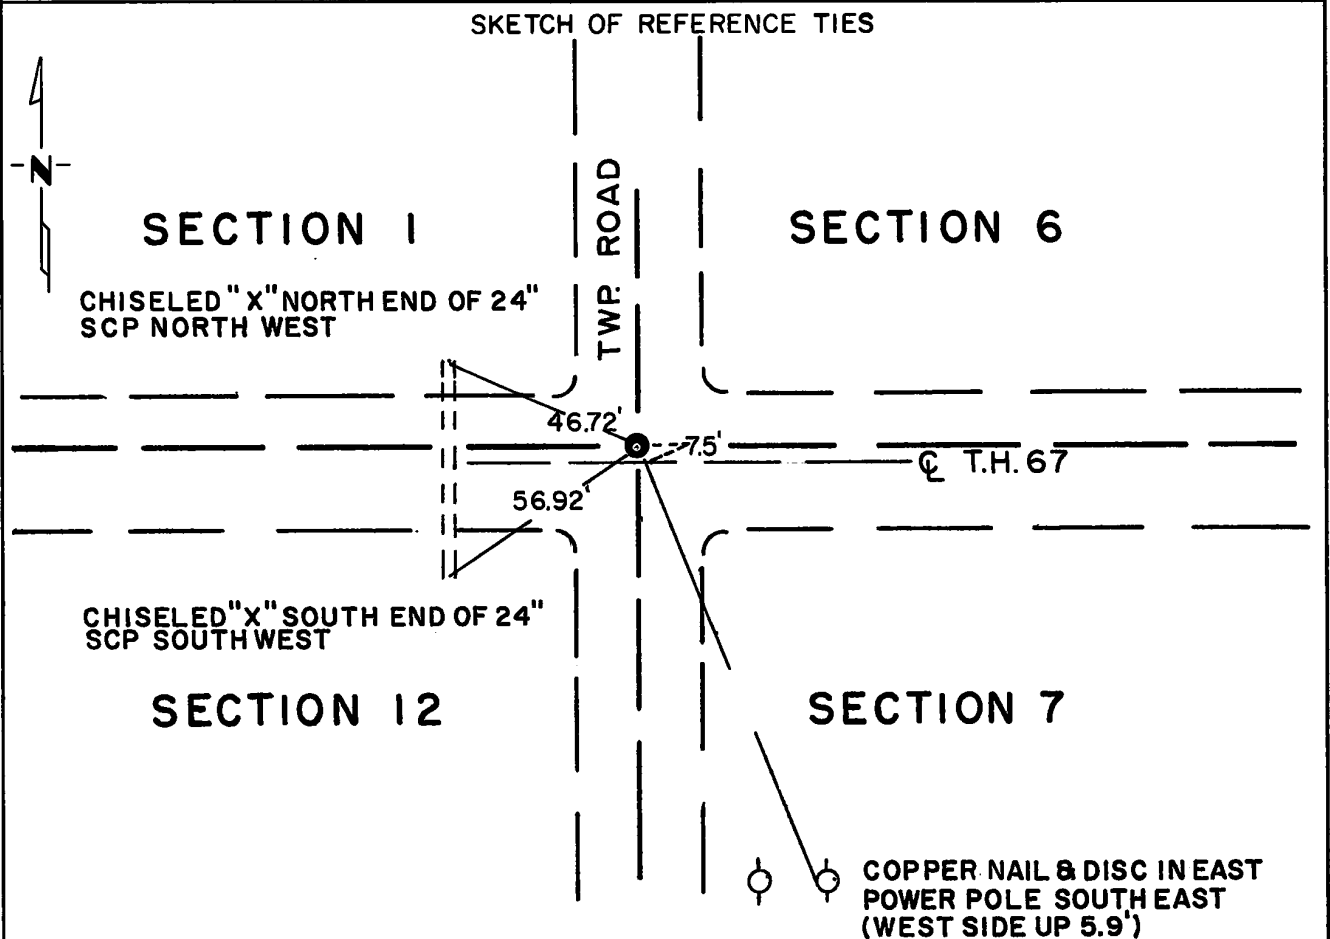 SKETCH OF REFERENCE TIES
N
TWP. ROAD
SECTION 1
SECTION 6
CHISELED "X" NORTH END OF 24"
SCP NORTH WEST
46.72'
7.5'
℄ T.H. 67
56.92'
CHISELED "X" SOUTH END OF 24"
SCP SOUTH WEST
SECTION 12
SECTION 7
COPPER NAIL & DISC IN EAST
POWER POLE SOUTH EAST
(WEST SIDE UP 5.9')